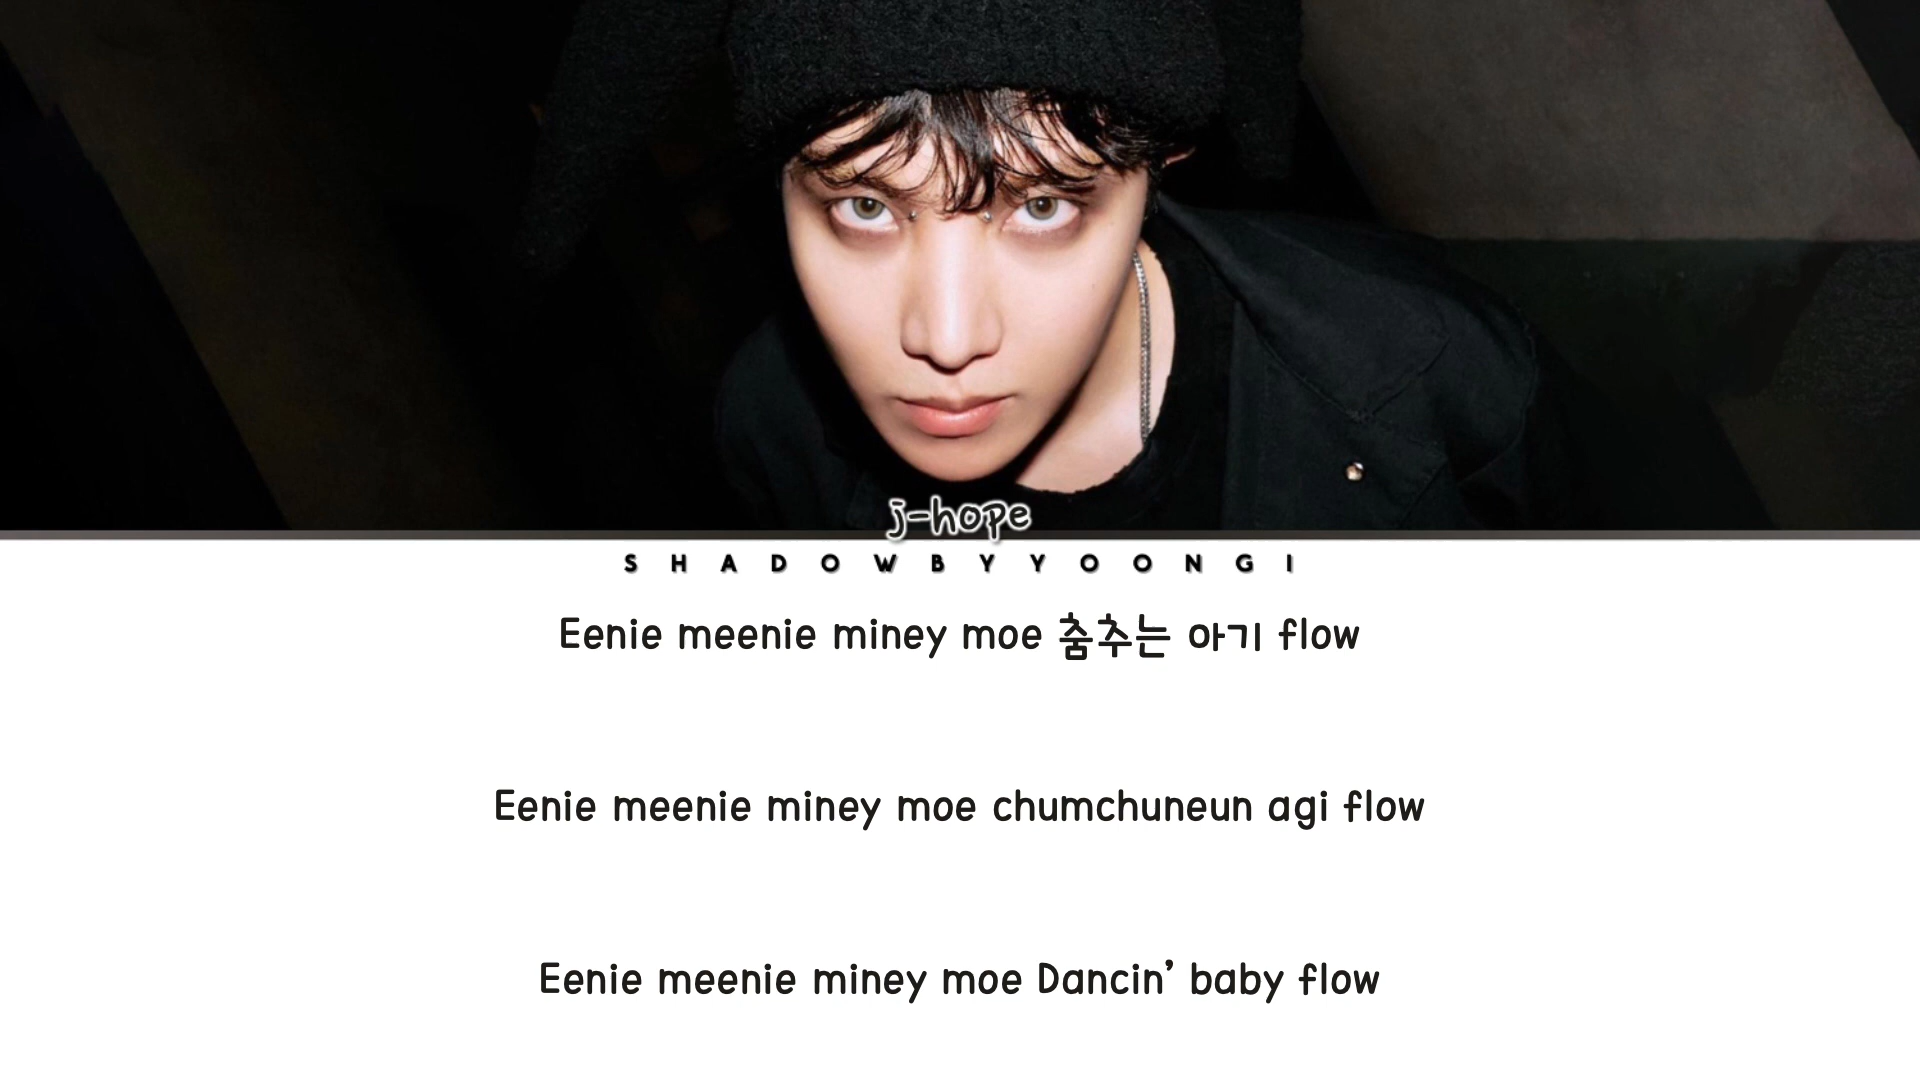 j-hope
SHADOWBYYOONGI
Eenie meenie miney moe 춤추는 아기 flow
Eenie meenie miney moe chumchuneun agi flow
Eenie meenie miney moe Dancin’ baby flow